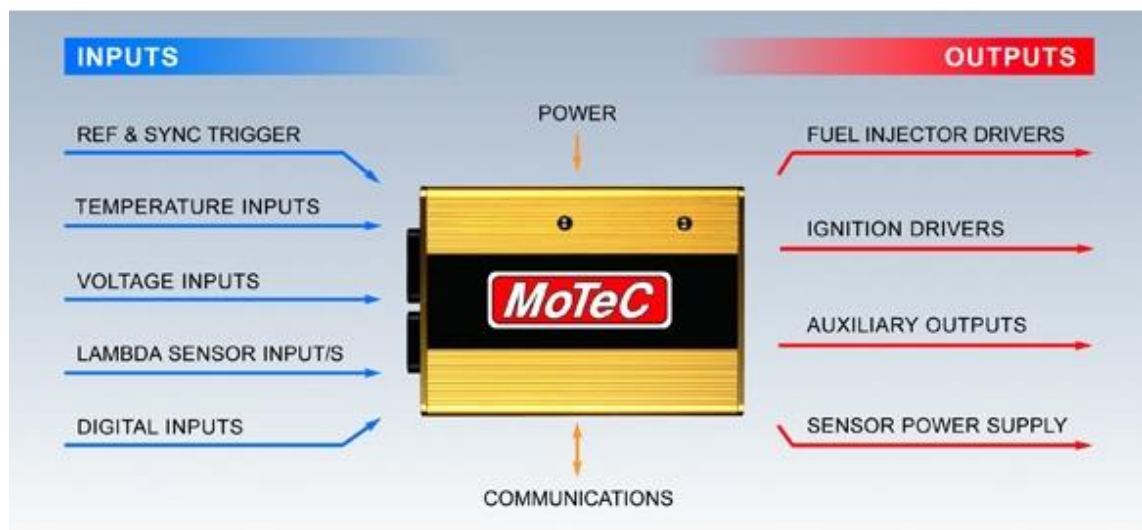 INPUTS
OUTPUTS
POWER
REF & SYNC TRIGGER
FUEL INJECTOR DRIVERS
TEMPERATURE INPUTS
IGNITION DRIVERS
VOLTAGE INPUTS
MoTeC
LAMBDA SENSOR INPUT/S
AUXILIARY OUTPUTS
DIGITAL INPUTS
SENSOR POWER SUPPLY
COMMUNICATIONS